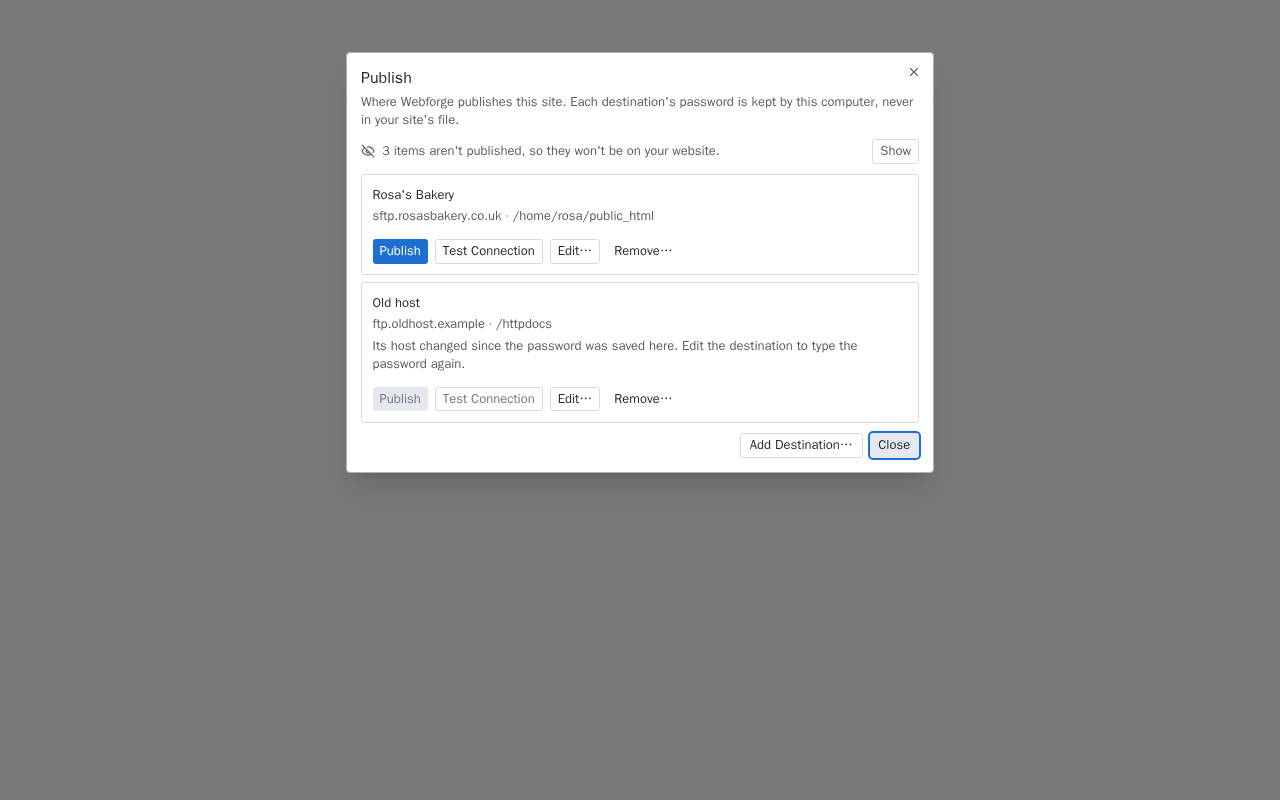 Publish
Where Webforge publishes this site. Each destination's password is kept by this computer, never
in your site's file.
3 items aren't published, so they won't be on your website.
Show
Rosa's Bakery
sftp.rosasbakery.co.uk · /home/rosa/public_html
Publish
Test Connection
Edit…
Remove…
Old host
ftp.oldhost.example · /httpdocs
Its host changed since the password was saved here. Edit the destination to type the
password again.
Publish
Test Connection
Edit…
Remove…
Add Destination…
Close